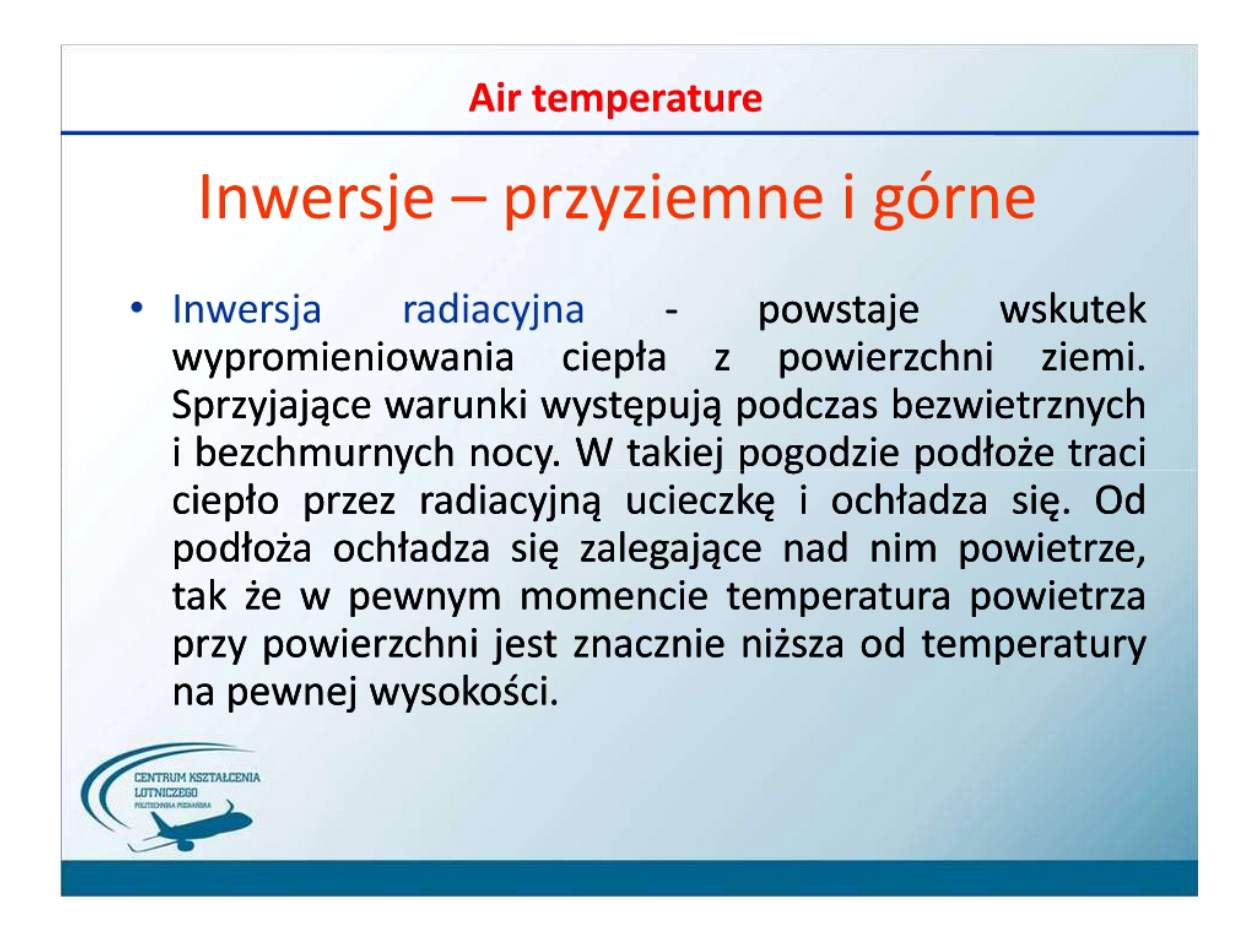 Air temperature
Inwersje – przyziemne i górne
• Inwersja radiacyjna - powstaje wskutek
wypromieniowania ciepła z powierzchni ziemi.
Sprzyjające warunki występują podczas bezwietrznych
i bezchmurnych nocy. W takiej pogodzie podłoże traci
ciepło przez radiacyjną ucieczkę i ochładza się. Od
podłoża ochładza się zalegające nad nim powietrze,
tak że w pewnym momencie temperatura powietrza
przy powierzchni jest znacznie niższa od temperatury
na pewnej wysokości.
CENTRUM KSZTAŁCENIA
LOTNICZEGO
POLITECHNIKA POZNAŃSKA